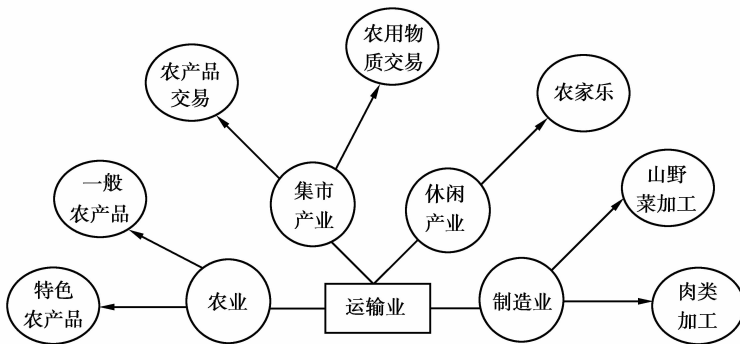 农用物
质交易
农产品
交易
农家乐
一般
农产品
集市
产业
休闲
产业
山野
菜加工
特色
农产品
农业
运输业
制造业
肉类
加工